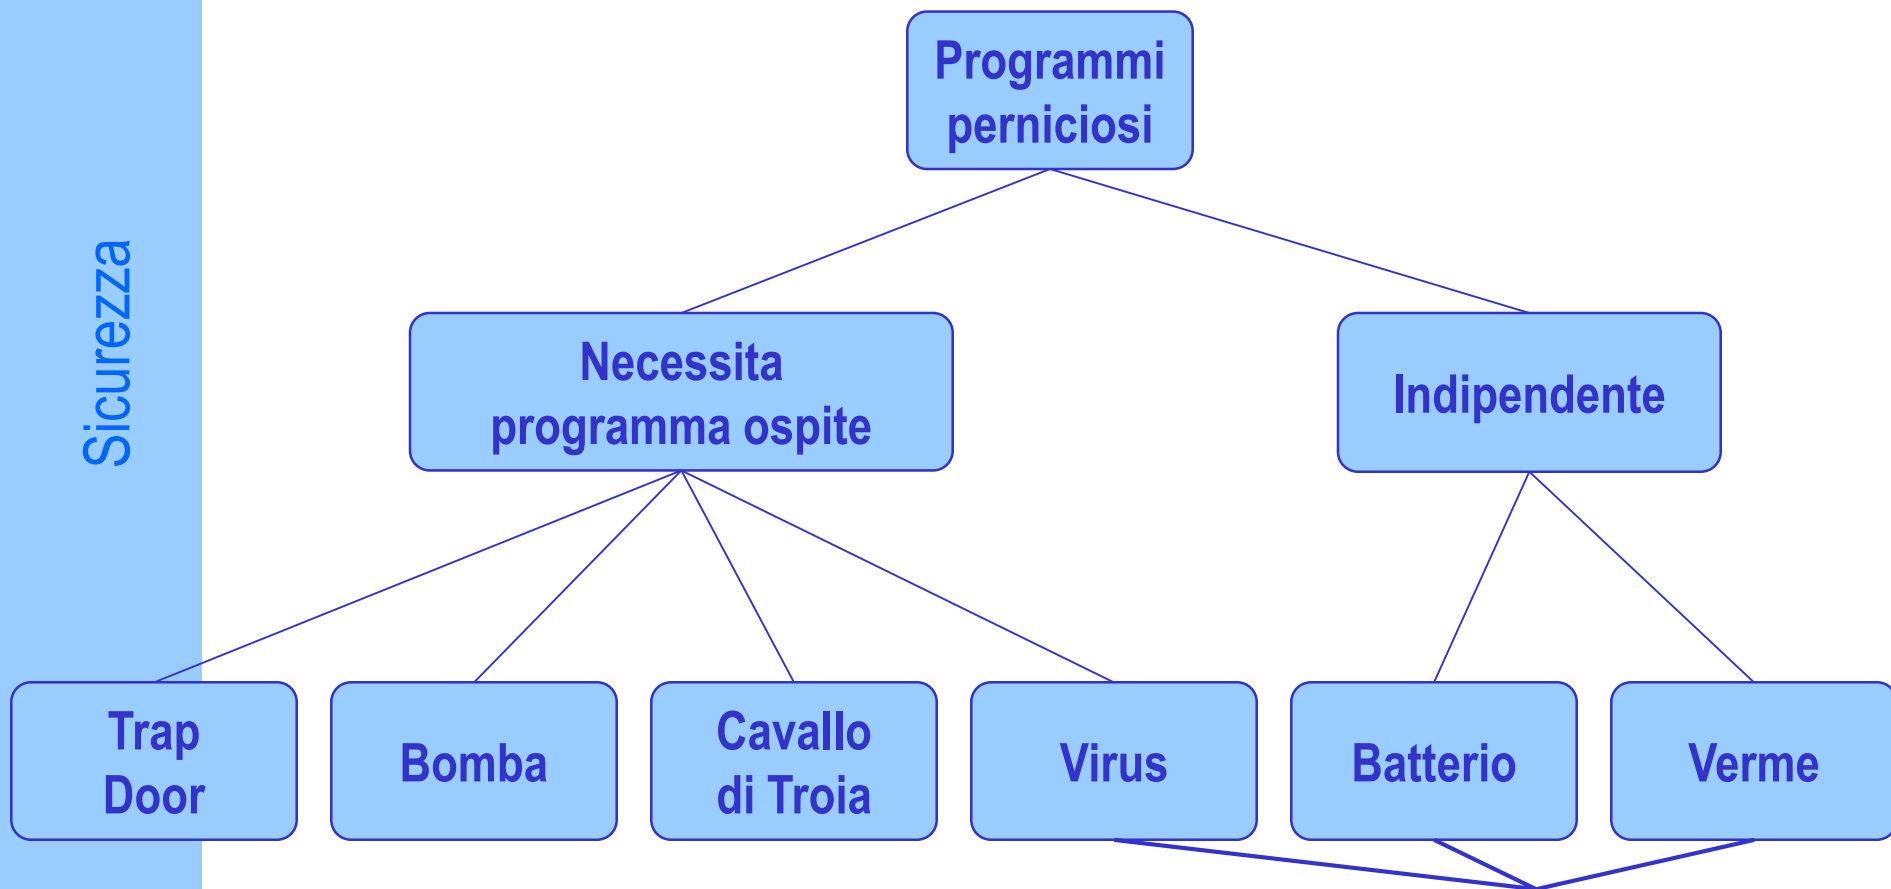 Sicurezza
Programmi
perniciosi
Necessita
programma ospite
Indipendente
Trap
Door
Bomba
Cavallo
di Troia
Virus
Batterio
Verme